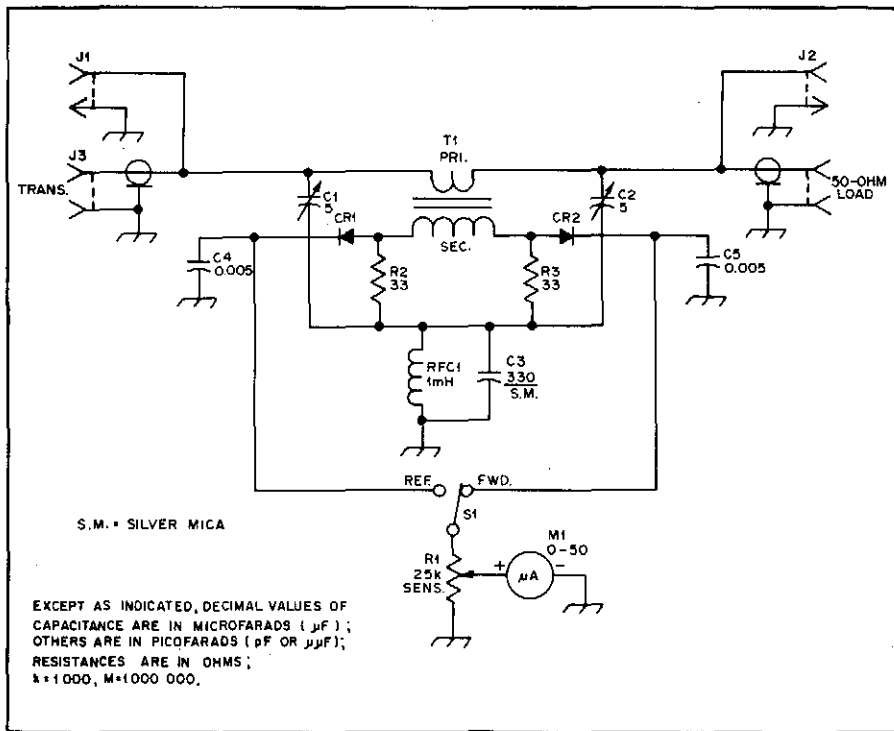 J1
J2
T1
PRI.
J3
TRANS.
50-OHM
LOAD
C1
5
C2
5
CR1
CR2
SEC.
C4
0.005
C5
0.005
R2
33
R3
33
RFC1
1mH
C3
330
S.M.
REF.
FWD.
S1
S.M. = SILVER MICA
M1
0-50
R1
25k
SENS.
+
µA
-
EXCEPT AS INDICATED, DECIMAL VALUES OF
CAPACITANCE ARE IN MICROFARADS ( µF ) ;
OTHERS ARE IN PICOFARADS ( pF OR µµF);
RESISTANCES ARE IN OHMS ;
k=1000, M=1000 000.